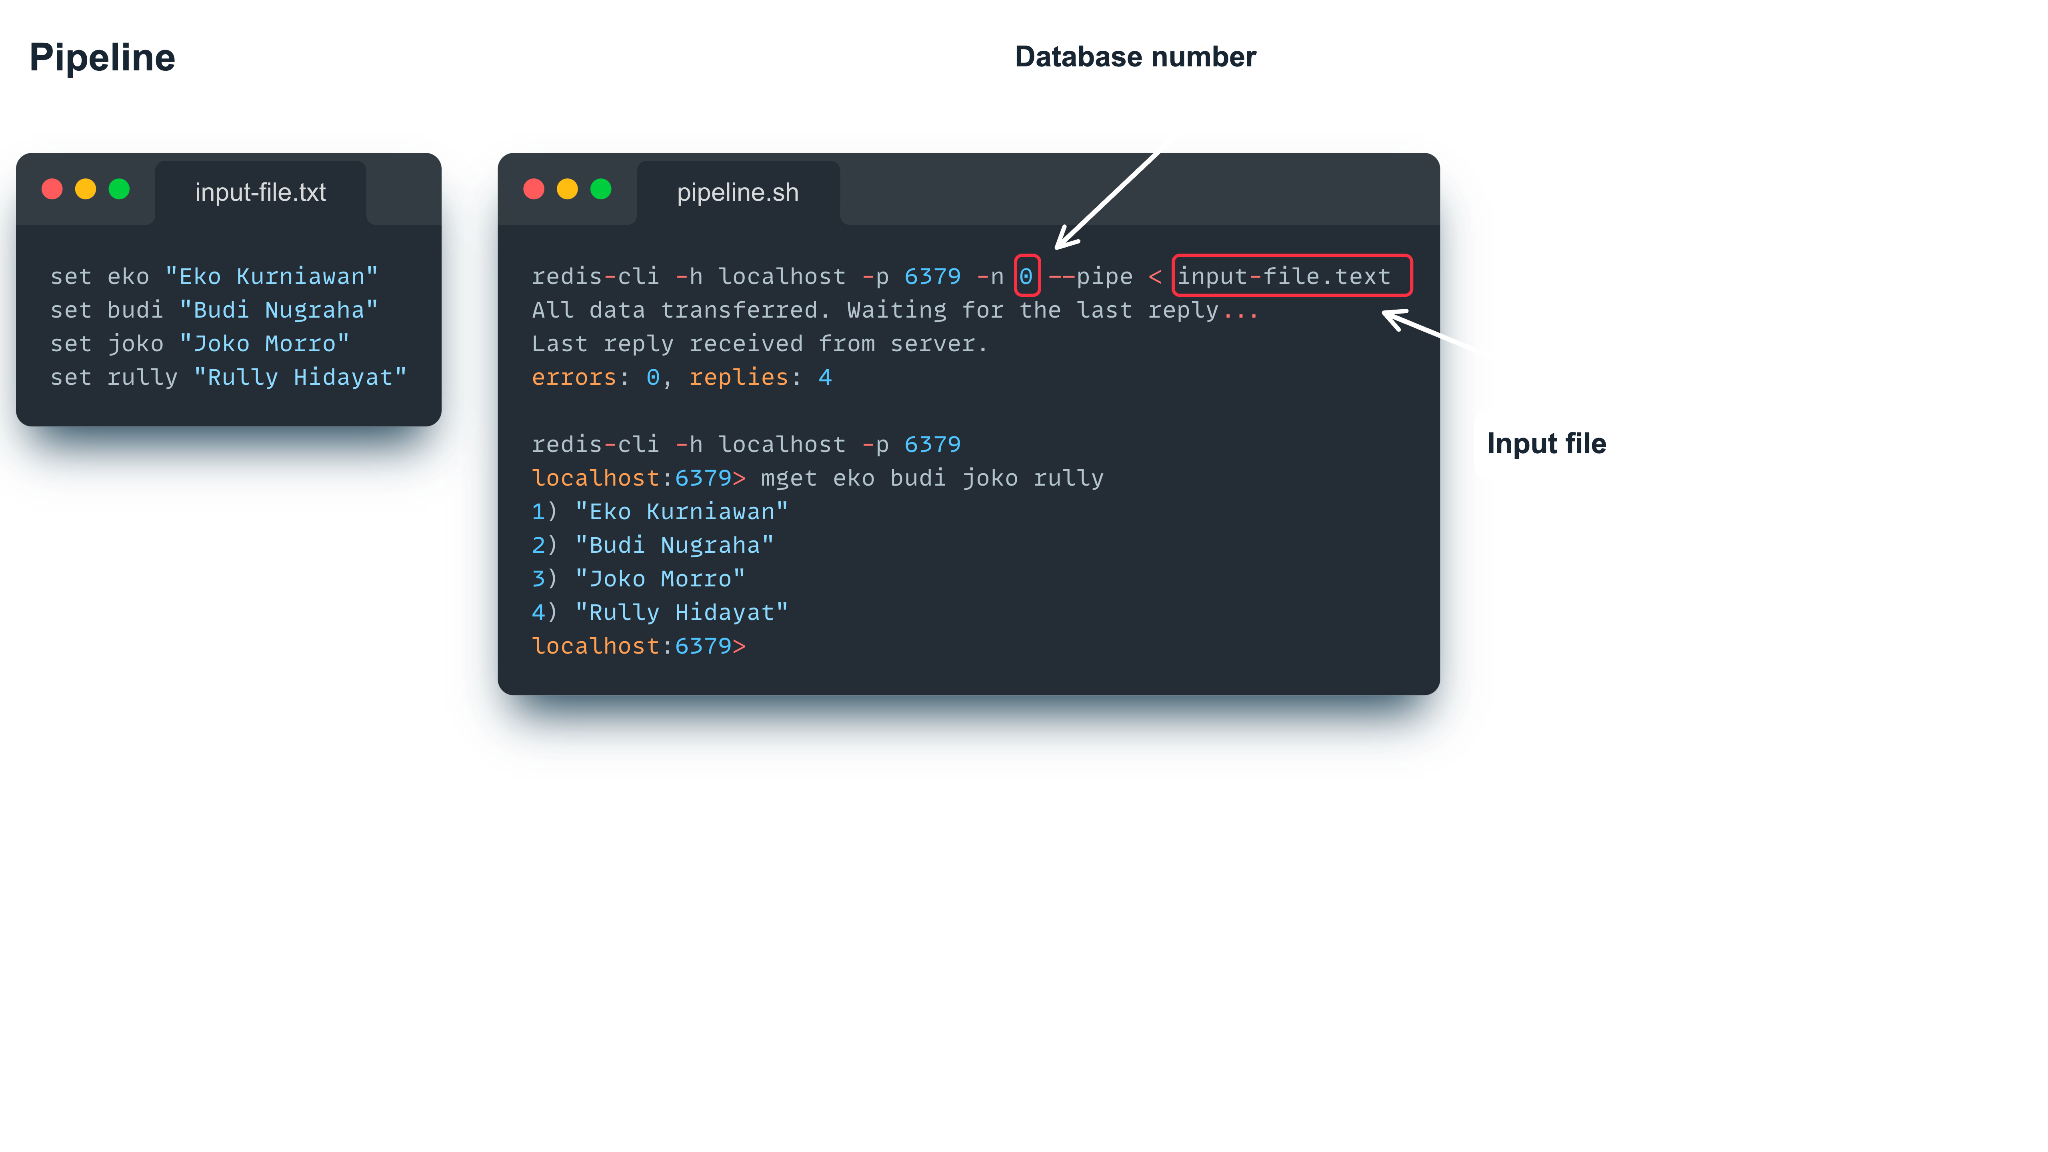 Pipeline
Database number
input-file.txt
set eko "Eko Kurniawan"
set budi "Budi Nugraha"
set joko "Joko Morro"
set rully "Rully Hidayat"
pipeline.sh
redis-cli -h localhost -p 6379 -n 0 --pipe < input-file.text
All data transferred. Waiting for the last reply...
Last reply received from server.
errors: 0, replies: 4
redis-cli -h localhost -p 6379
localhost:6379> mget eko budi joko rully
1) "Eko Kurniawan"
2) "Budi Nugraha"
3) "Joko Morro"
4) "Rully Hidayat"
localhost:6379>
Input file